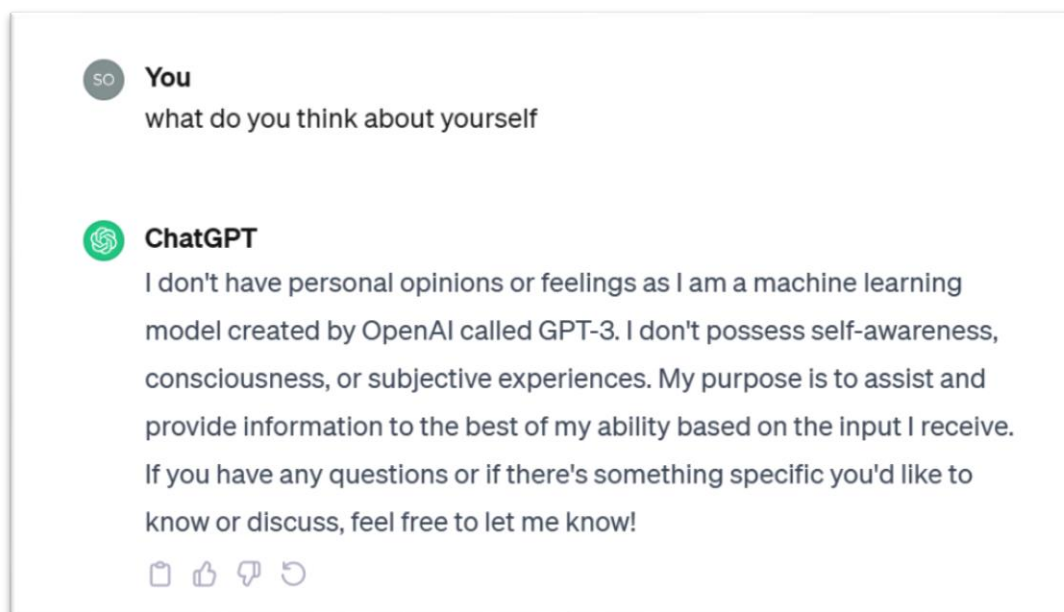 SO
You
what do you think about yourself
ChatGPT
I don't have personal opinions or feelings as I am a machine learning
model created by OpenAI called GPT-3. I don't possess self-awareness,
consciousness, or subjective experiences. My purpose is to assist and
provide information to the best of my ability based on the input I receive.
If you have any questions or if there's something specific you'd like to
know or discuss, feel free to let me know!